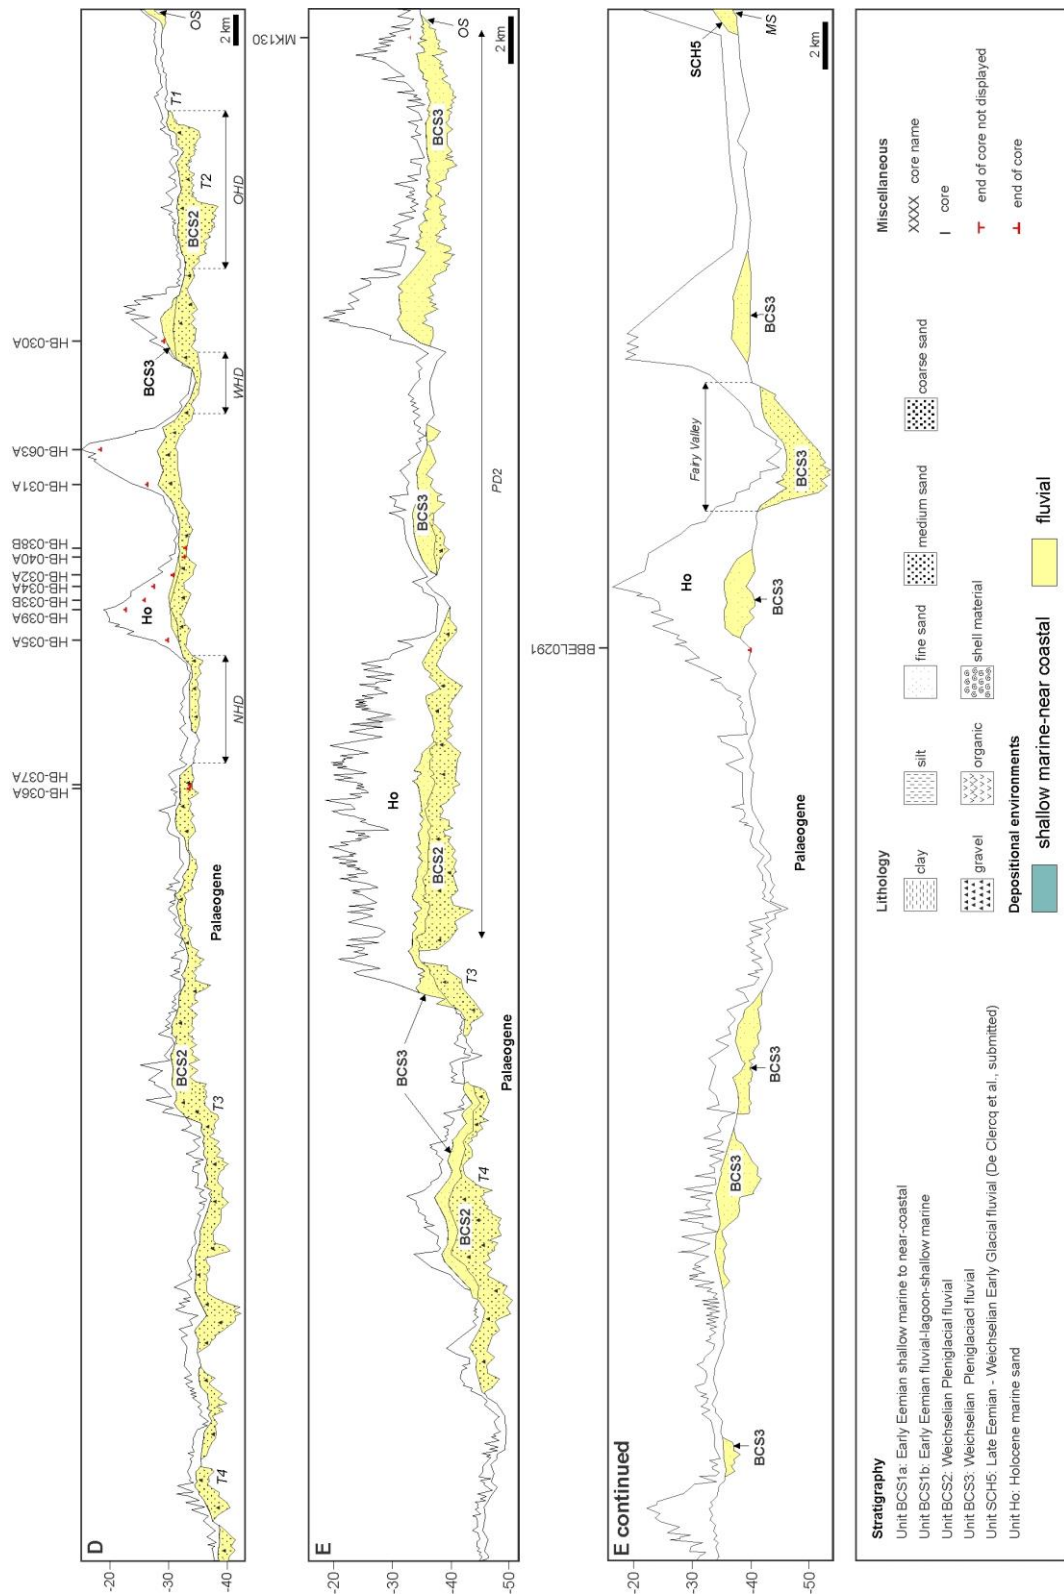 D
-20
-30
-40
HB-036A
HB-037A
HB-035A
HB-039A
HB-033B
HB-034A
HB-032A
HB-040A
HB-038B
HB-031A
HB-063A
HB-030A
T4
T3
BCS2
Palaeogene
NHD
Ho
WHD
BCS3
BCS2
OHD
T2
T1
OS
2 km
E
-20
-30
-40
-50
T4
BCS2
BCS3
Palaeogene
T3
Ho
BCS2
PD2
BCS3
BCS3
MK130
OS
2 km
E continued
-20
-30
-40
-50
BCS3
BCS3
BCS3
Palaeogene
BBEL0291
Ho
BCS3
Fairy Valley
BCS3
BCS3
SCH5
MS
2 km
Stratigraphy
Unit BCS1a: Early Eemian shallow marine to near-coastal
Unit BCS1b: Early Eemian fluvial-lagoon-shallow marine
Unit BCS2: Weichselian Pleniglacial fluvial
Unit BCS3: Weichselian Pleniglaciacl fluvial
Unit SCH5: Late Eemian - Weichselian Early Glacial fluvial (De Clercq et al., submitted)
Unit Ho: Holocene marine sand
Lithology
clay silt fine sand medium sand coarse sand
gravel organic shell material
Depositional environments
shallow marine-near coastal fluvial
Miscellaneous
XXXX core name
core
end of core not displayed
end of core